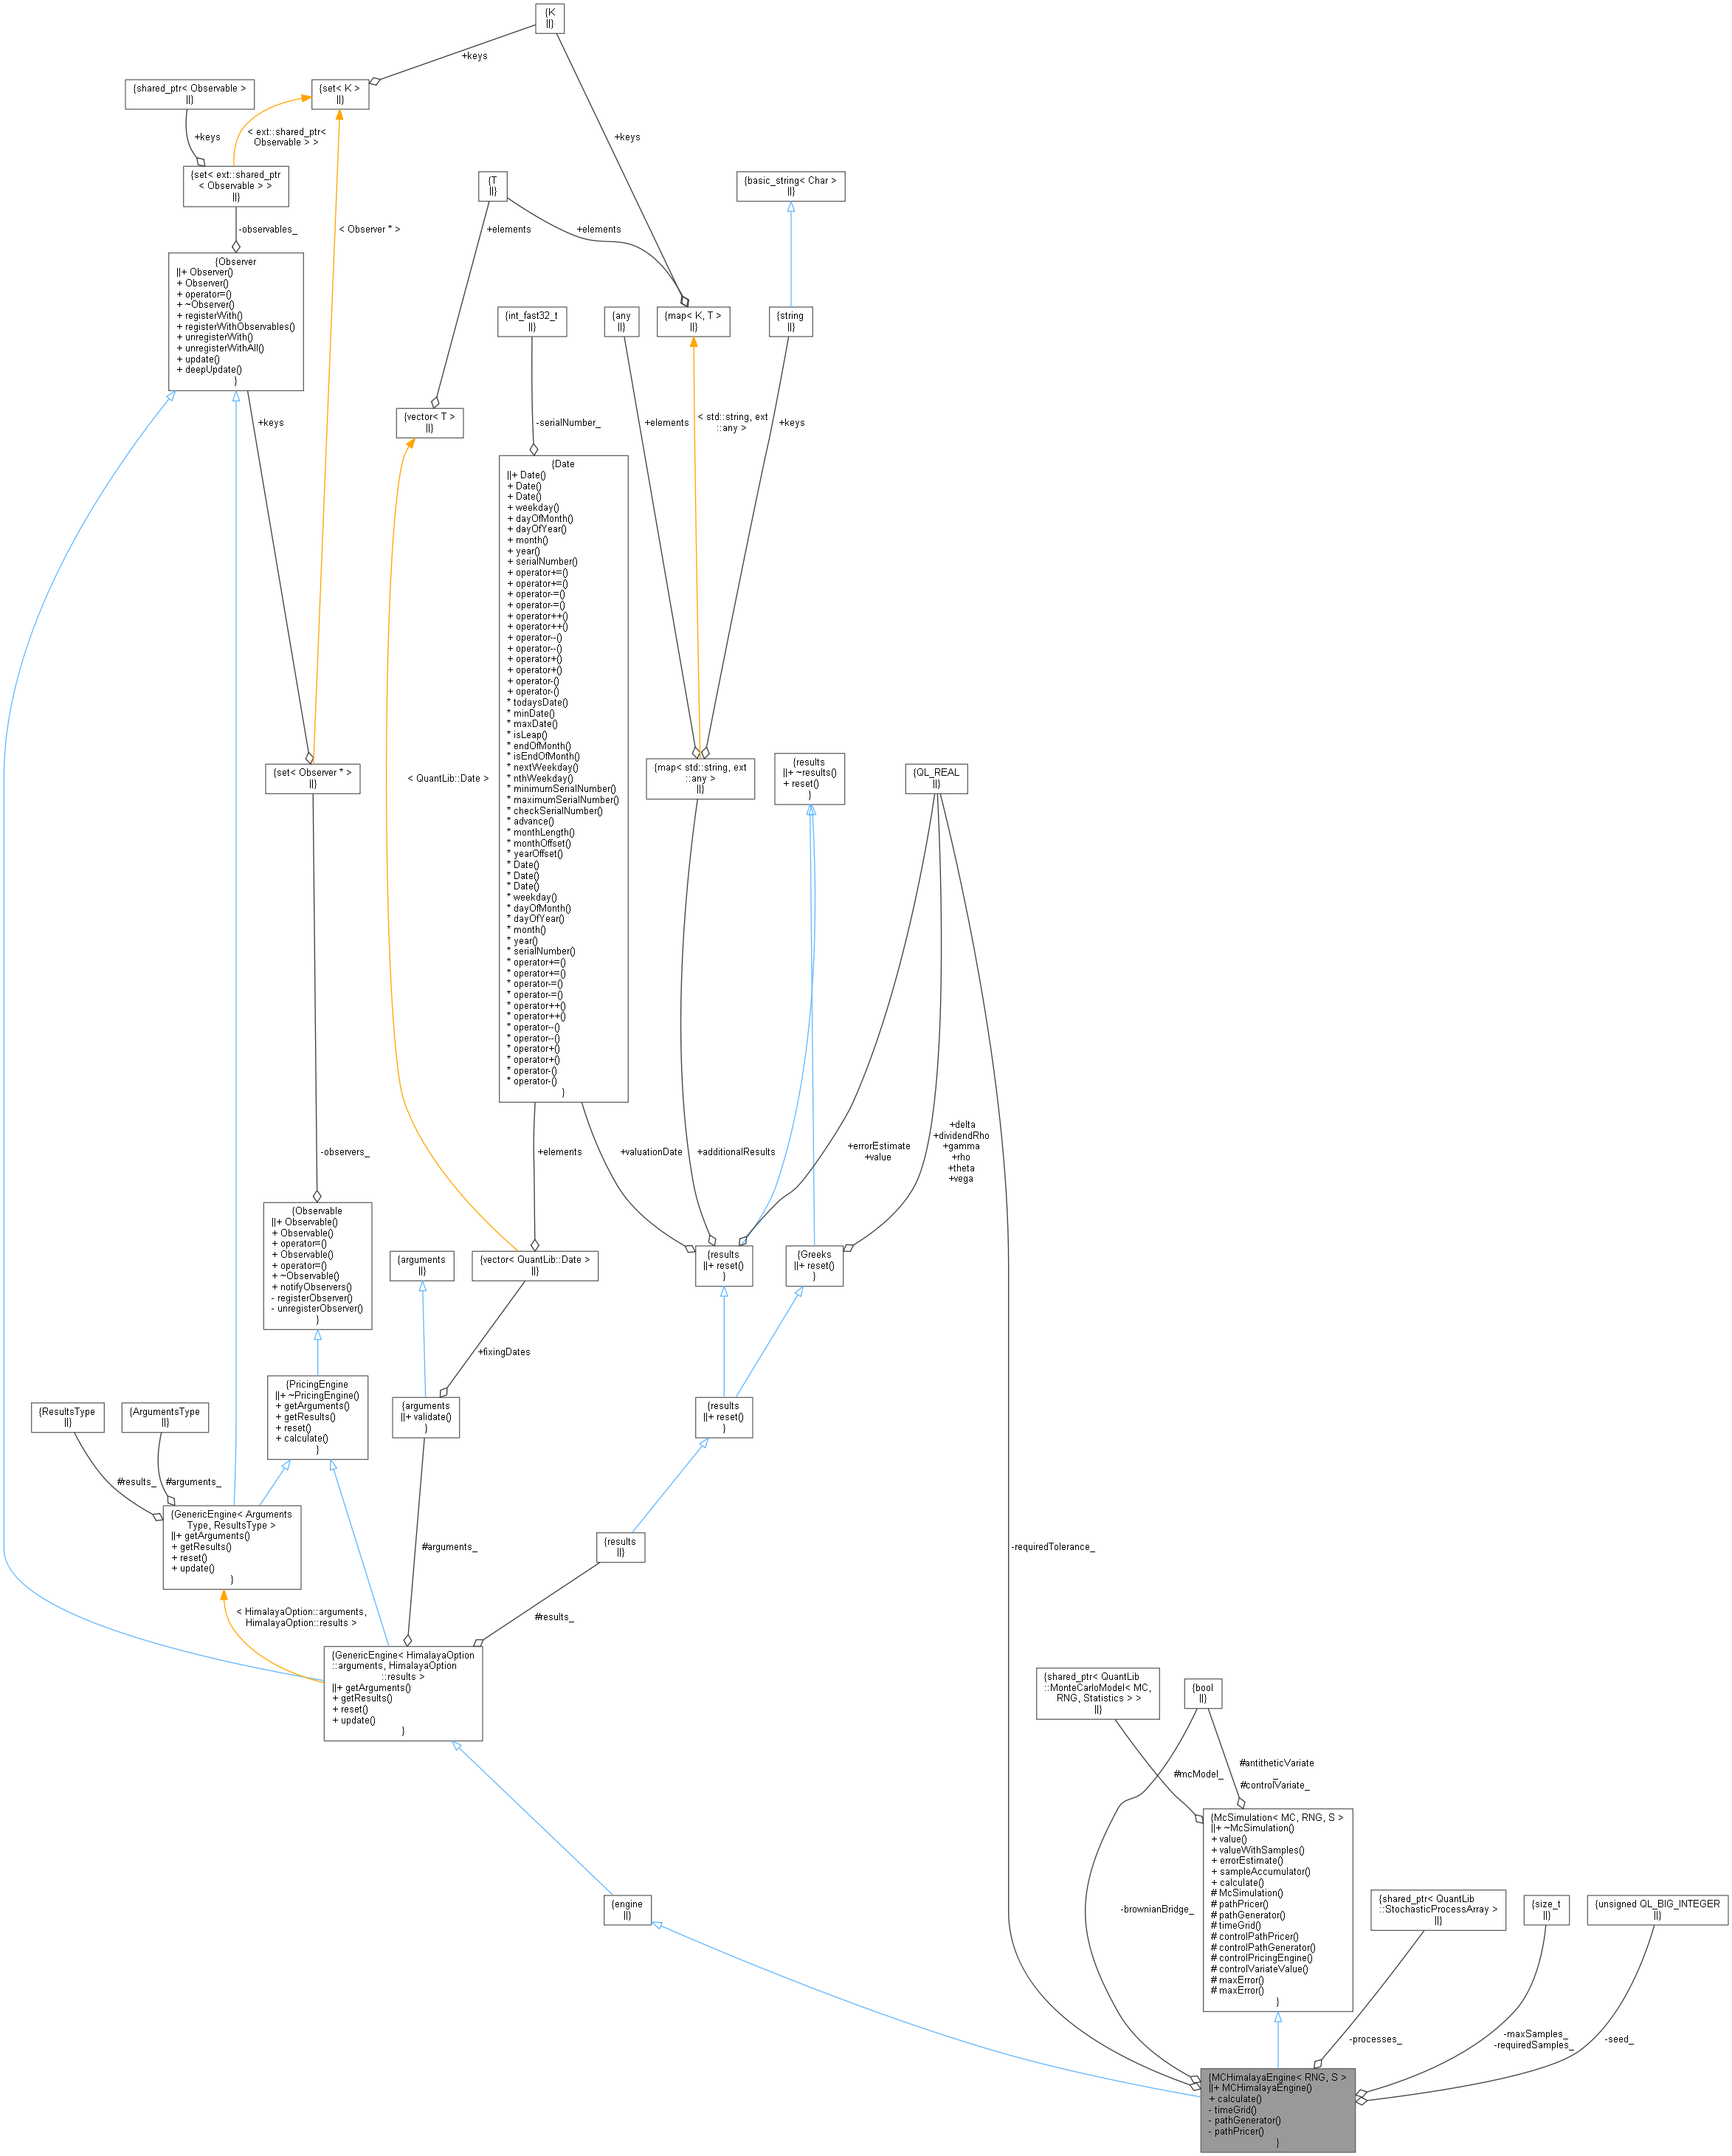 {K
||}
+keys
{shared_ptr< Observable >
||}
{set< K >
||}
+keys
< ext::shared_ptr<
Observable > >
+keys
{set< ext::shared_ptr
< Observable > >
||}
{T
||}
{basic_string< Char >
||}
-observables_
< Observer * >
+elements
+elements
{Observer
||+ Observer()
+ Observer()
+ operator=()
+ ~Observer()
+ registerWith()
+ registerWithObservables()
+ unregisterWith()
+ unregisterWithAll()
+ update()
+ deepUpdate()
}
{int_fast32_t
||}
{any
||}
{map< K, T >
||}
{string
||}
+keys
{vector< T >
||}
-serialNumber_
+elements
< std::string, ext
::any >
+keys
{Date
||+ Date()
+ Date()
+ Date()
+ weekday()
+ dayOfMonth()
+ dayOfYear()
+ month()
+ year()
+ serialNumber()
+ operator+=()
+ operator+=()
+ operator-=()
+ operator-=()
+ operator++()
+ operator++()
+ operator--()
+ operator--()
+ operator+()
+ operator+()
+ operator-()
+ operator-()
* todaysDate()
* minDate()
* maxDate()
* isLeap()
* endOfMonth()
* isEndOfMonth()
* nextWeekday()
* nthWeekday()
* minimumSerialNumber()
* maximumSerialNumber()
* checkSerialNumber()
* advance()
* monthLength()
* monthOffset()
* yearOffset()
* Date()
* Date()
* Date()
* weekday()
* dayOfMonth()
* dayOfYear()
* month()
* year()
* serialNumber()
* operator+=()
* operator+=()
* operator-=()
* operator-=()
* operator++()
* operator++()
* operator--()
* operator--()
* operator+()
* operator+()
* operator-()
* operator-()
}
{set< Observer * >
||}
< QuantLib::Date >
{map< std::string, ext
::any >
||}
{results
||+ ~results()
+ reset()
}
{QL_REAL
||}
-observers_
+elements
+valuationDate
+additionalResults
+errorEstimate
+value
+delta
+dividendRho
+gamma
+rho
+theta
+vega
{Observable
||+ Observable()
+ Observable()
+ operator=()
+ Observable()
+ operator=()
+ ~Observable()
+ notifyObservers()
- registerObserver()
- unregisterObserver()
}
{arguments
||}
{vector< QuantLib::Date >
||}
{results
||+ reset()
}
{Greeks
||+ reset()
}
+fixingDates
{PricingEngine
||+ ~PricingEngine()
+ getArguments()
+ getResults()
+ reset()
+ calculate()
}
{ResultsType
||}
{ArgumentsType
||}
{arguments
||+ validate()
}
{results
||+ reset()
}
#results_
#arguments_
{GenericEngine< Arguments
Type, ResultsType >
||+ getArguments()
+ getResults()
+ reset()
+ update()
}
#arguments_
{results
||}
-requiredTolerance_
< HimalayaOption::arguments,
HimalayaOption::results >
#results_
{GenericEngine< HimalayaOption
::arguments, HimalayaOption
::results >
||+ getArguments()
+ getResults()
+ reset()
+ update()
}
{shared_ptr< QuantLib
::MonteCarloModel< MC,
RNG, Statistics > >
||}
{bool
||}
#mcModel_
#antitheticVariate
_
#controlVariate_
{engine
||}
-brownianBridge_
{McSimulation< MC, RNG, S >
||+ ~McSimulation()
+ value()
+ valueWithSamples()
+ errorEstimate()
+ sampleAccumulator()
+ calculate()
# McSimulation()
# pathPricer()
# pathGenerator()
# timeGrid()
# controlPathPricer()
# controlPathGenerator()
# controlPricingEngine()
# controlVariateValue()
# maxError()
# maxError()
}
{shared_ptr< QuantLib
::StochasticProcessArray >
||}
{size_t
||}
{unsigned QL_BIG_INTEGER
||}
-processes_
-maxSamples_
-requiredSamples_
-seed_
{MCHimalayaEngine< RNG, S >
||+ MCHimalayaEngine()
+ calculate()
- timeGrid()
- pathGenerator()
- pathPricer()
}